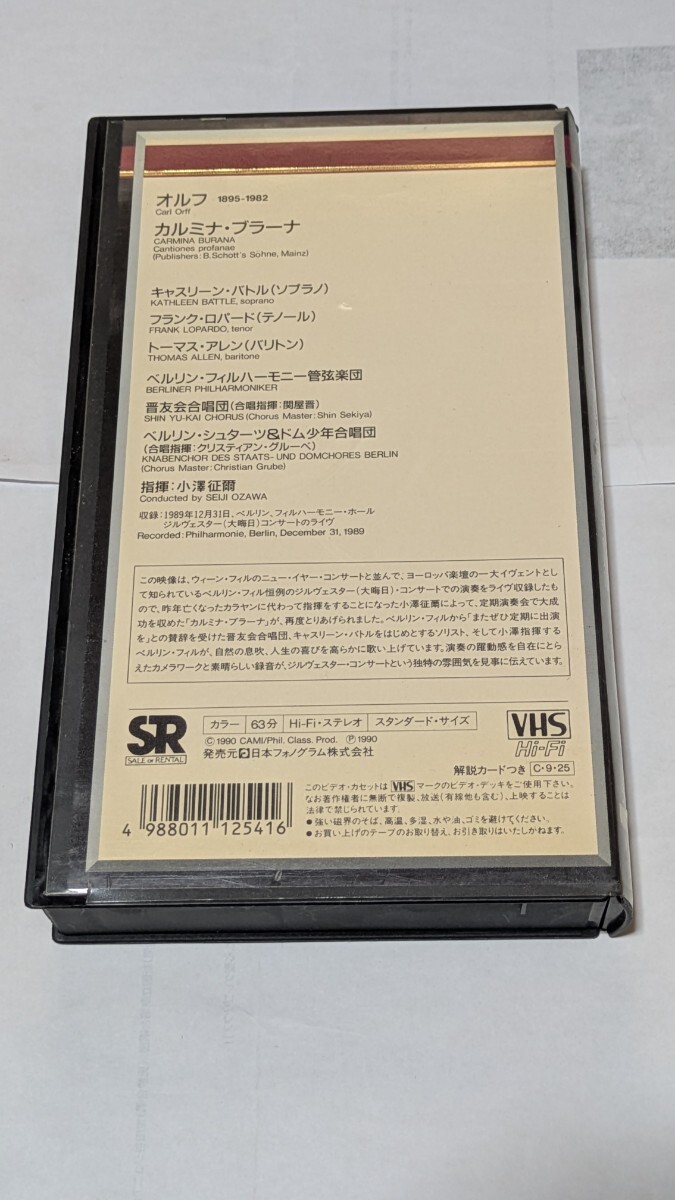 オルフ 1895-1982
Carl Orff
カルミナ・ブラーナ
CARMINA BURANA
Cantiones profanae
(Publishers: B.Schott's Söhne, Mainz)
キャスリーン・バトル(ソプラノ)
KATHLEEN BATTLE, soprano
フランク・ロパード(テノール)
FRANK LOPARDO, tenor
トーマス・アレン(バリトン)
THOMAS ALLEN, baritone
ベルリン・フィルハーモニー管弦楽団
BERLINER PHILHARMONIKER
晋友会合唱団(合唱指揮:関屋晋)
SHIN YU-KAI CHORUS (Chorus Master: Shin Sekiya)
ベルリン・シュターツ&ドム少年合唱団
(合唱指揮:クリスティアン・グルーベ)
KNABENCHOR DES STAATS- UND DOMCHORES BERLIN
(Chorus Master: Christian Grube)
指揮:小澤征爾
Conducted by SEIJI OZAWA
収録:1989年12月31日、ベルリン、フィルハーモニー・ホール
ジルヴェスター(大晦日)コンサートのライヴ
Recorded: Philharmonie, Berlin, December 31, 1989
この映像は、ウィーン・フィルのニュー・イヤー・コンサートと並んで、ヨーロッパ楽壇の一大イヴェントとし
て知られているベルリン・フィル恒例のジルヴェスター(大晦日)・コンサートでの演奏をライヴ収録したも
ので、昨年亡くなったカラヤンに代わって指揮をすることになった小澤征爾によって、定期演奏会で大成
功を収めた「カルミナ・ブラーナ」が、再度とりあげられました。ベルリン・フィルから「またぜひ定期に出演
を」との賛辞を受けた晋友会合唱団、キャスリーン・バトルをはじめとするソリスト、そして小澤指揮する
ベルリン・フィルが、自然の息吹、人生の喜びを高らかに歌い上げています。演奏の躍動感を自在にとら
えたカメラワークと素晴らしい録音が、ジルヴェスター・コンサートという独特の雰囲気を見事に伝えています。
STR
SALE or RENTAL
カラー 63分 Hi-Fi・ステレオ スタンダード・サイズ
Ⓒ 1990 CAMI/Phil. Class. Prod. Ⓟ 1990
発売元 日本フォノグラム株式会社
VHS
Hi-Fi
解説カードつき C・9・25
4 988011 125416
このビデオ・カセットは VHS マークのビデオ・デッキをご使用下さい。
なお著作権者に無断で複製、放送(有線他も含む)、上映することは
法律で禁じられています。
●強い磁界のそば、高温、多湿、水や油、ゴミを避けてください。
●お買い上げのテープのお取り替え、お引き取りはいたしかねます。